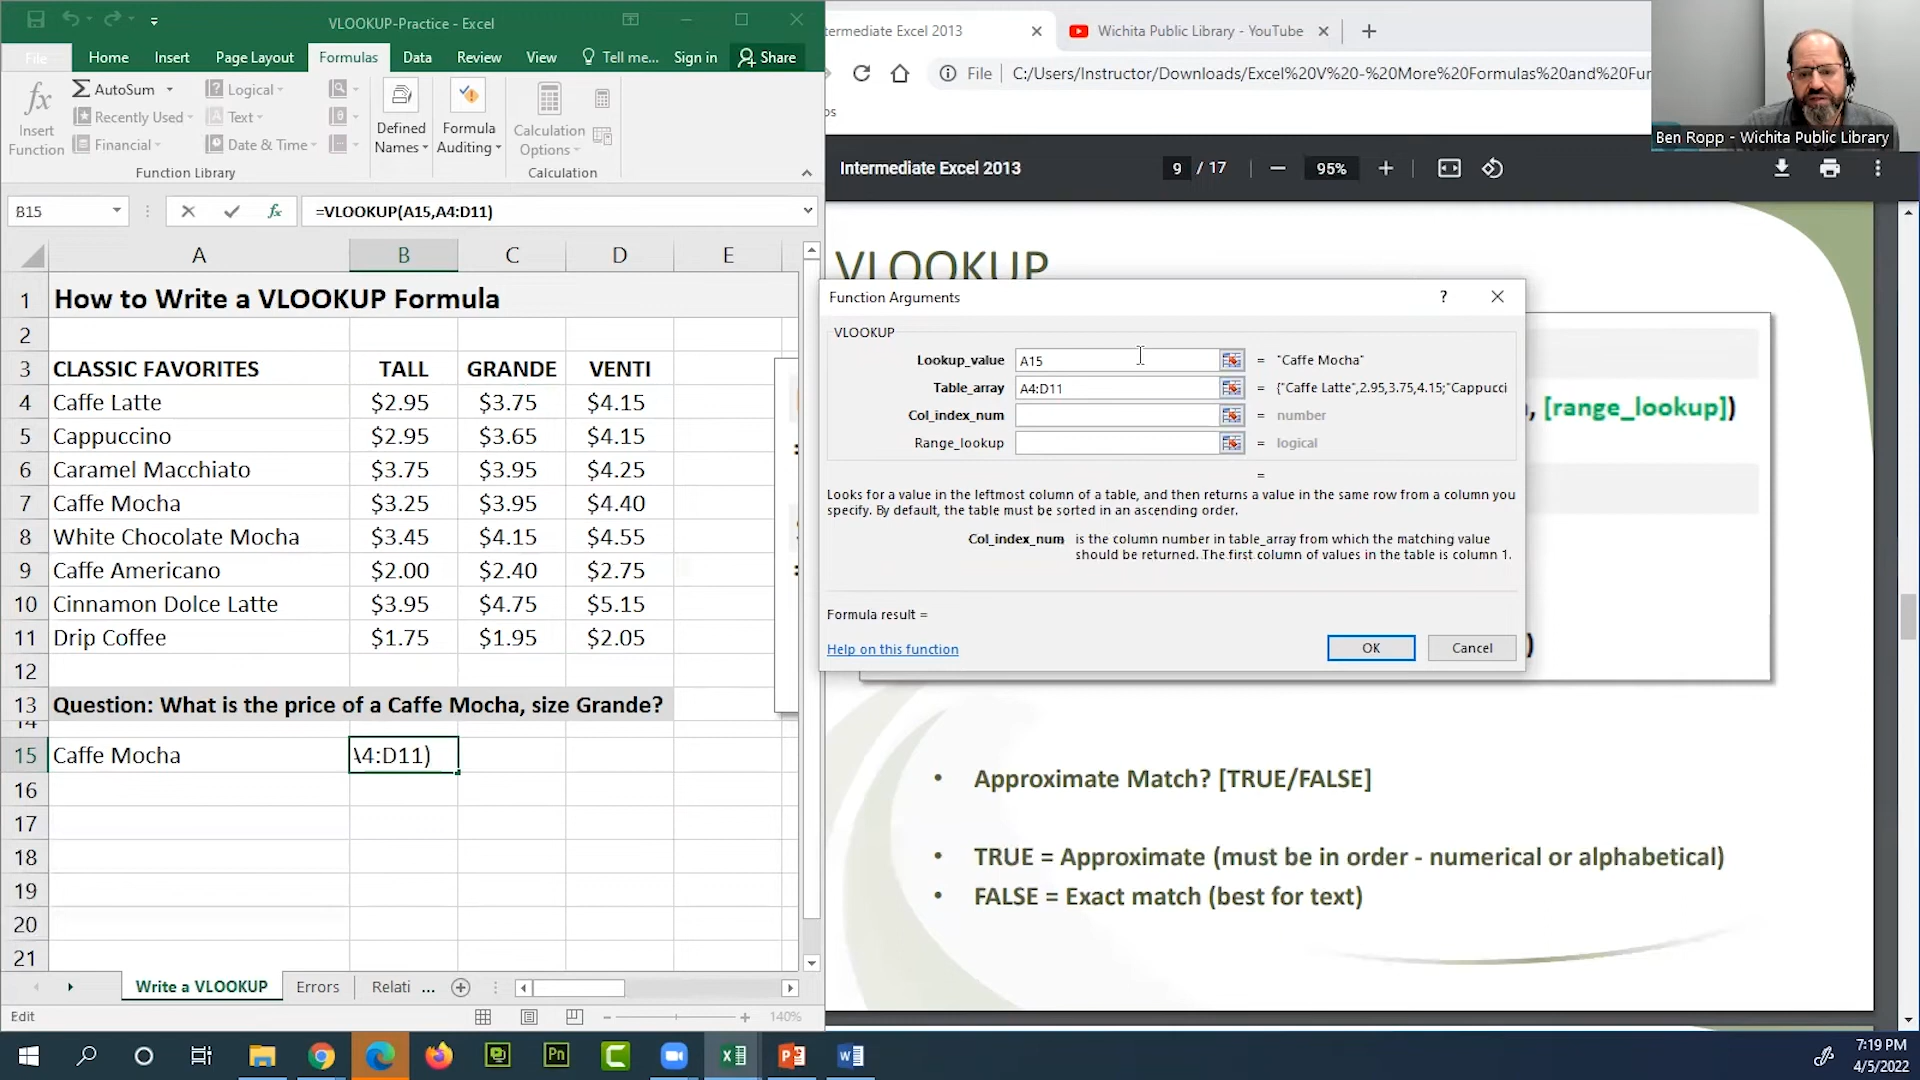 VLOOKUP-Practice - Excel
File Home Insert Page Layout Formulas Data Review View Tell me... Sign in Share
fx Insert Function
AutoSum
Recently Used
Financial
Logical
Text
Date & Time
Defined Names
Formula Auditing
Calculation Options
Function Library
Calculation
B15
fx
=VLOOKUP(A15,A4:D11)
A B C D E
1 How to Write a VLOOKUP Formula
2
3 CLASSIC FAVORITES TALL GRANDE VENTI
4 Caffe Latte $2.95 $3.75 $4.15
5 Cappuccino $2.95 $3.65 $4.15
6 Caramel Macchiato $3.75 $3.95 $4.25
7 Caffe Mocha $3.25 $3.95 $4.40
8 White Chocolate Mocha $3.45 $4.15 $4.55
9 Caffe Americano $2.00 $2.40 $2.75
10 Cinnamon Dolce Latte $3.95 $4.75 $5.15
11 Drip Coffee $1.75 $1.95 $2.05
12
13 Question: What is the price of a Caffe Mocha, size Grande?
14
15 Caffe Mocha A4:D11)
16
17
18
19
20
21
Write a VLOOKUP Errors Relati ...
Edit
140%
termediate Excel 2013
Wichita Public Library - YouTube
File C:/Users/Instructor/Downloads/Excel%20V%20-%20More%20Formulas%20and%20Fur
os
Ben Ropp - Wichita Public Library
Intermediate Excel 2013 9 / 17 95%
VLOOKUP
Function Arguments ?
VLOOKUP
Lookup_value A15 = "Caffe Mocha"
Table_array A4:D11 = {"Caffe Latte",2.95,3.75,4.15;"Cappucci
Col_index_num = number
Range_lookup = logical
=
Looks for a value in the leftmost column of a table, and then returns a value in the same row from a column you
specify. By default, the table must be sorted in an ascending order.
Col_index_num is the column number in table_array from which the matching value
should be returned. The first column of values in the table is column 1.
Formula result =
Help on this function
OK Cancel
, [range_lookup])
)
• Approximate Match? [TRUE/FALSE]
• TRUE = Approximate (must be in order - numerical or alphabetical)
• FALSE = Exact match (best for text)
Pn
7:19 PM
4/5/2022